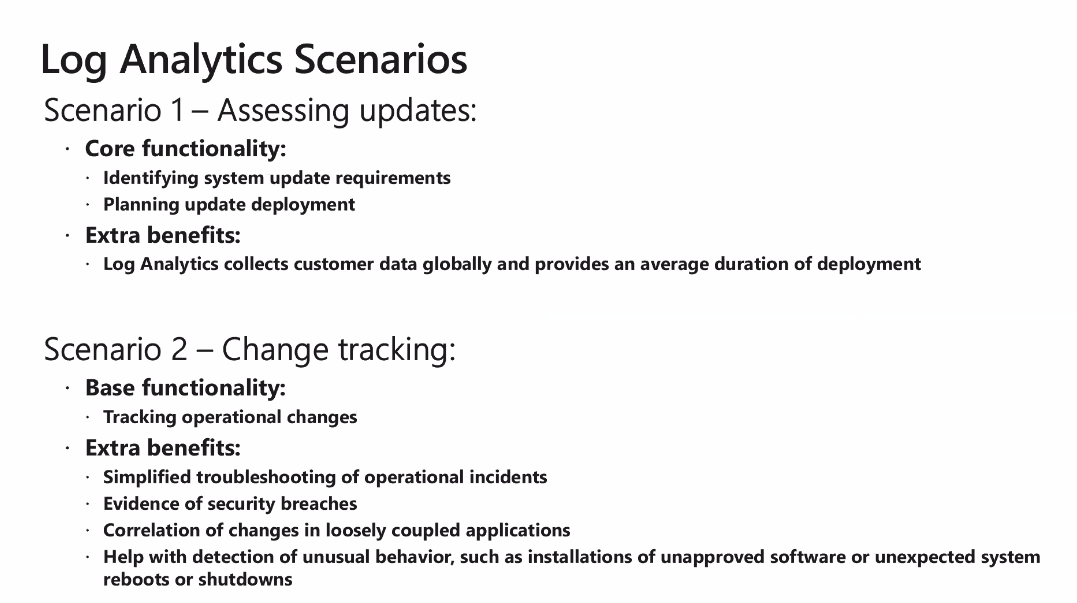 Log Analytics Scenarios
Scenario 1 – Assessing updates:
· Core functionality:
· Identifying system update requirements
· Planning update deployment
· Extra benefits:
· Log Analytics collects customer data globally and provides an average duration of deployment
Scenario 2 – Change tracking:
· Base functionality:
· Tracking operational changes
· Extra benefits:
· Simplified troubleshooting of operational incidents
· Evidence of security breaches
· Correlation of changes in loosely coupled applications
· Help with detection of unusual behavior, such as installations of unapproved software or unexpected system
reboots or shutdowns